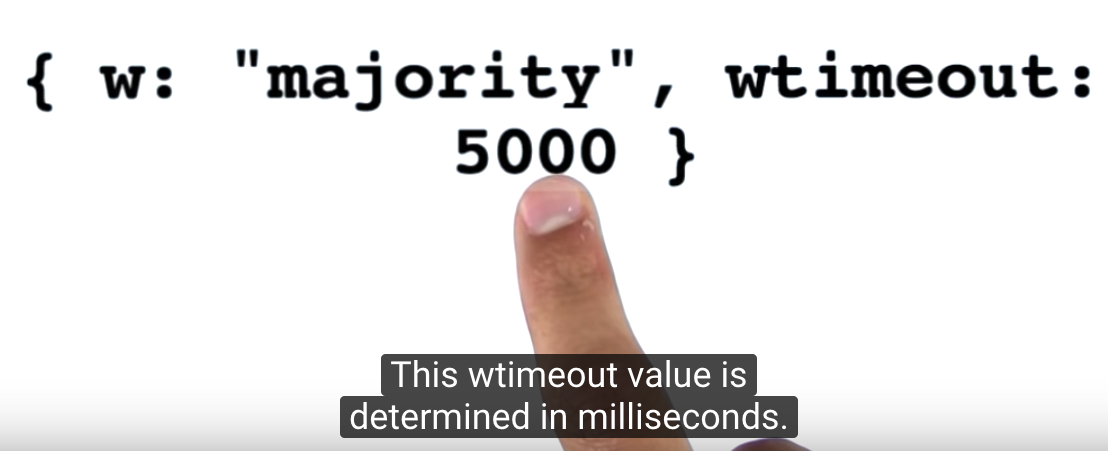 { w: "majority", wtimeout:
5000 }
This wtimeout value is
determined in milliseconds.